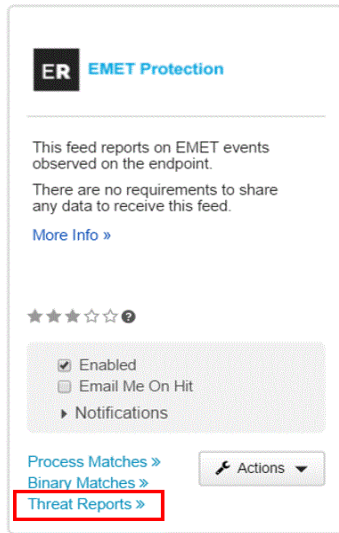 ER EMET Protection
This feed reports on EMET events
observed on the endpoint.
There are no requirements to share
any data to receive this feed.
More Info »
?
Enabled
Email Me On Hit
Notifications
Process Matches »
Actions
Binary Matches »
Threat Reports »